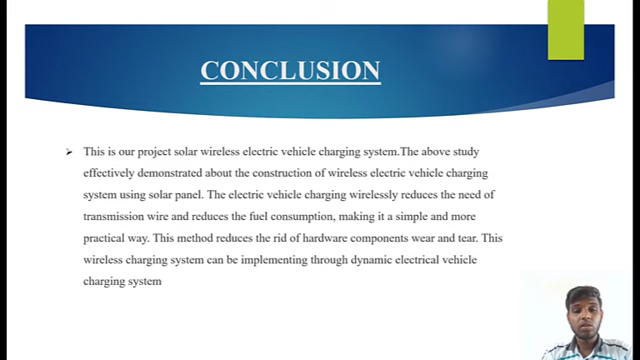 CONCLUSION
This is our project solar wireless electric vehicle charging system.The above study
effectively demonstrated about the construction of wireless electric vehicle charging
system using solar panel. The electric vehicle charging wirelessly reduces the need of
transmission wire and reduces the fuel consumption, making it a simple and more
practical way. This method reduces the rid of hardware components wear and tear. This
wireless charging system can be implementing through dynamic electrical vehicle
charging system